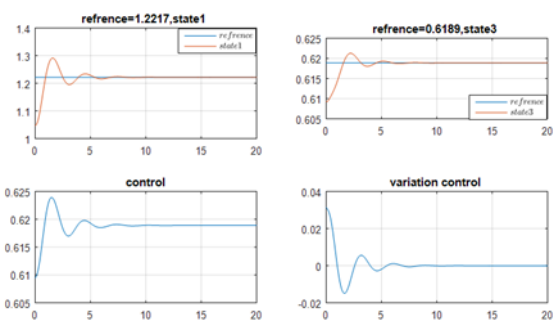 refrence=1.2217,state1
1.4
1.3
1.2
1.1
1
0 5 10 15 20
refrence
state1
refrence=0.6189,state3
0.625
0.62
0.615
0.61
0.605
0 5 10 15 20
refrence
state3
control
0.625
0.62
0.615
0.61
0.605
0 5 10 15 20
variation control
0.04
0.02
0
-0.02
0 5 10 15 20